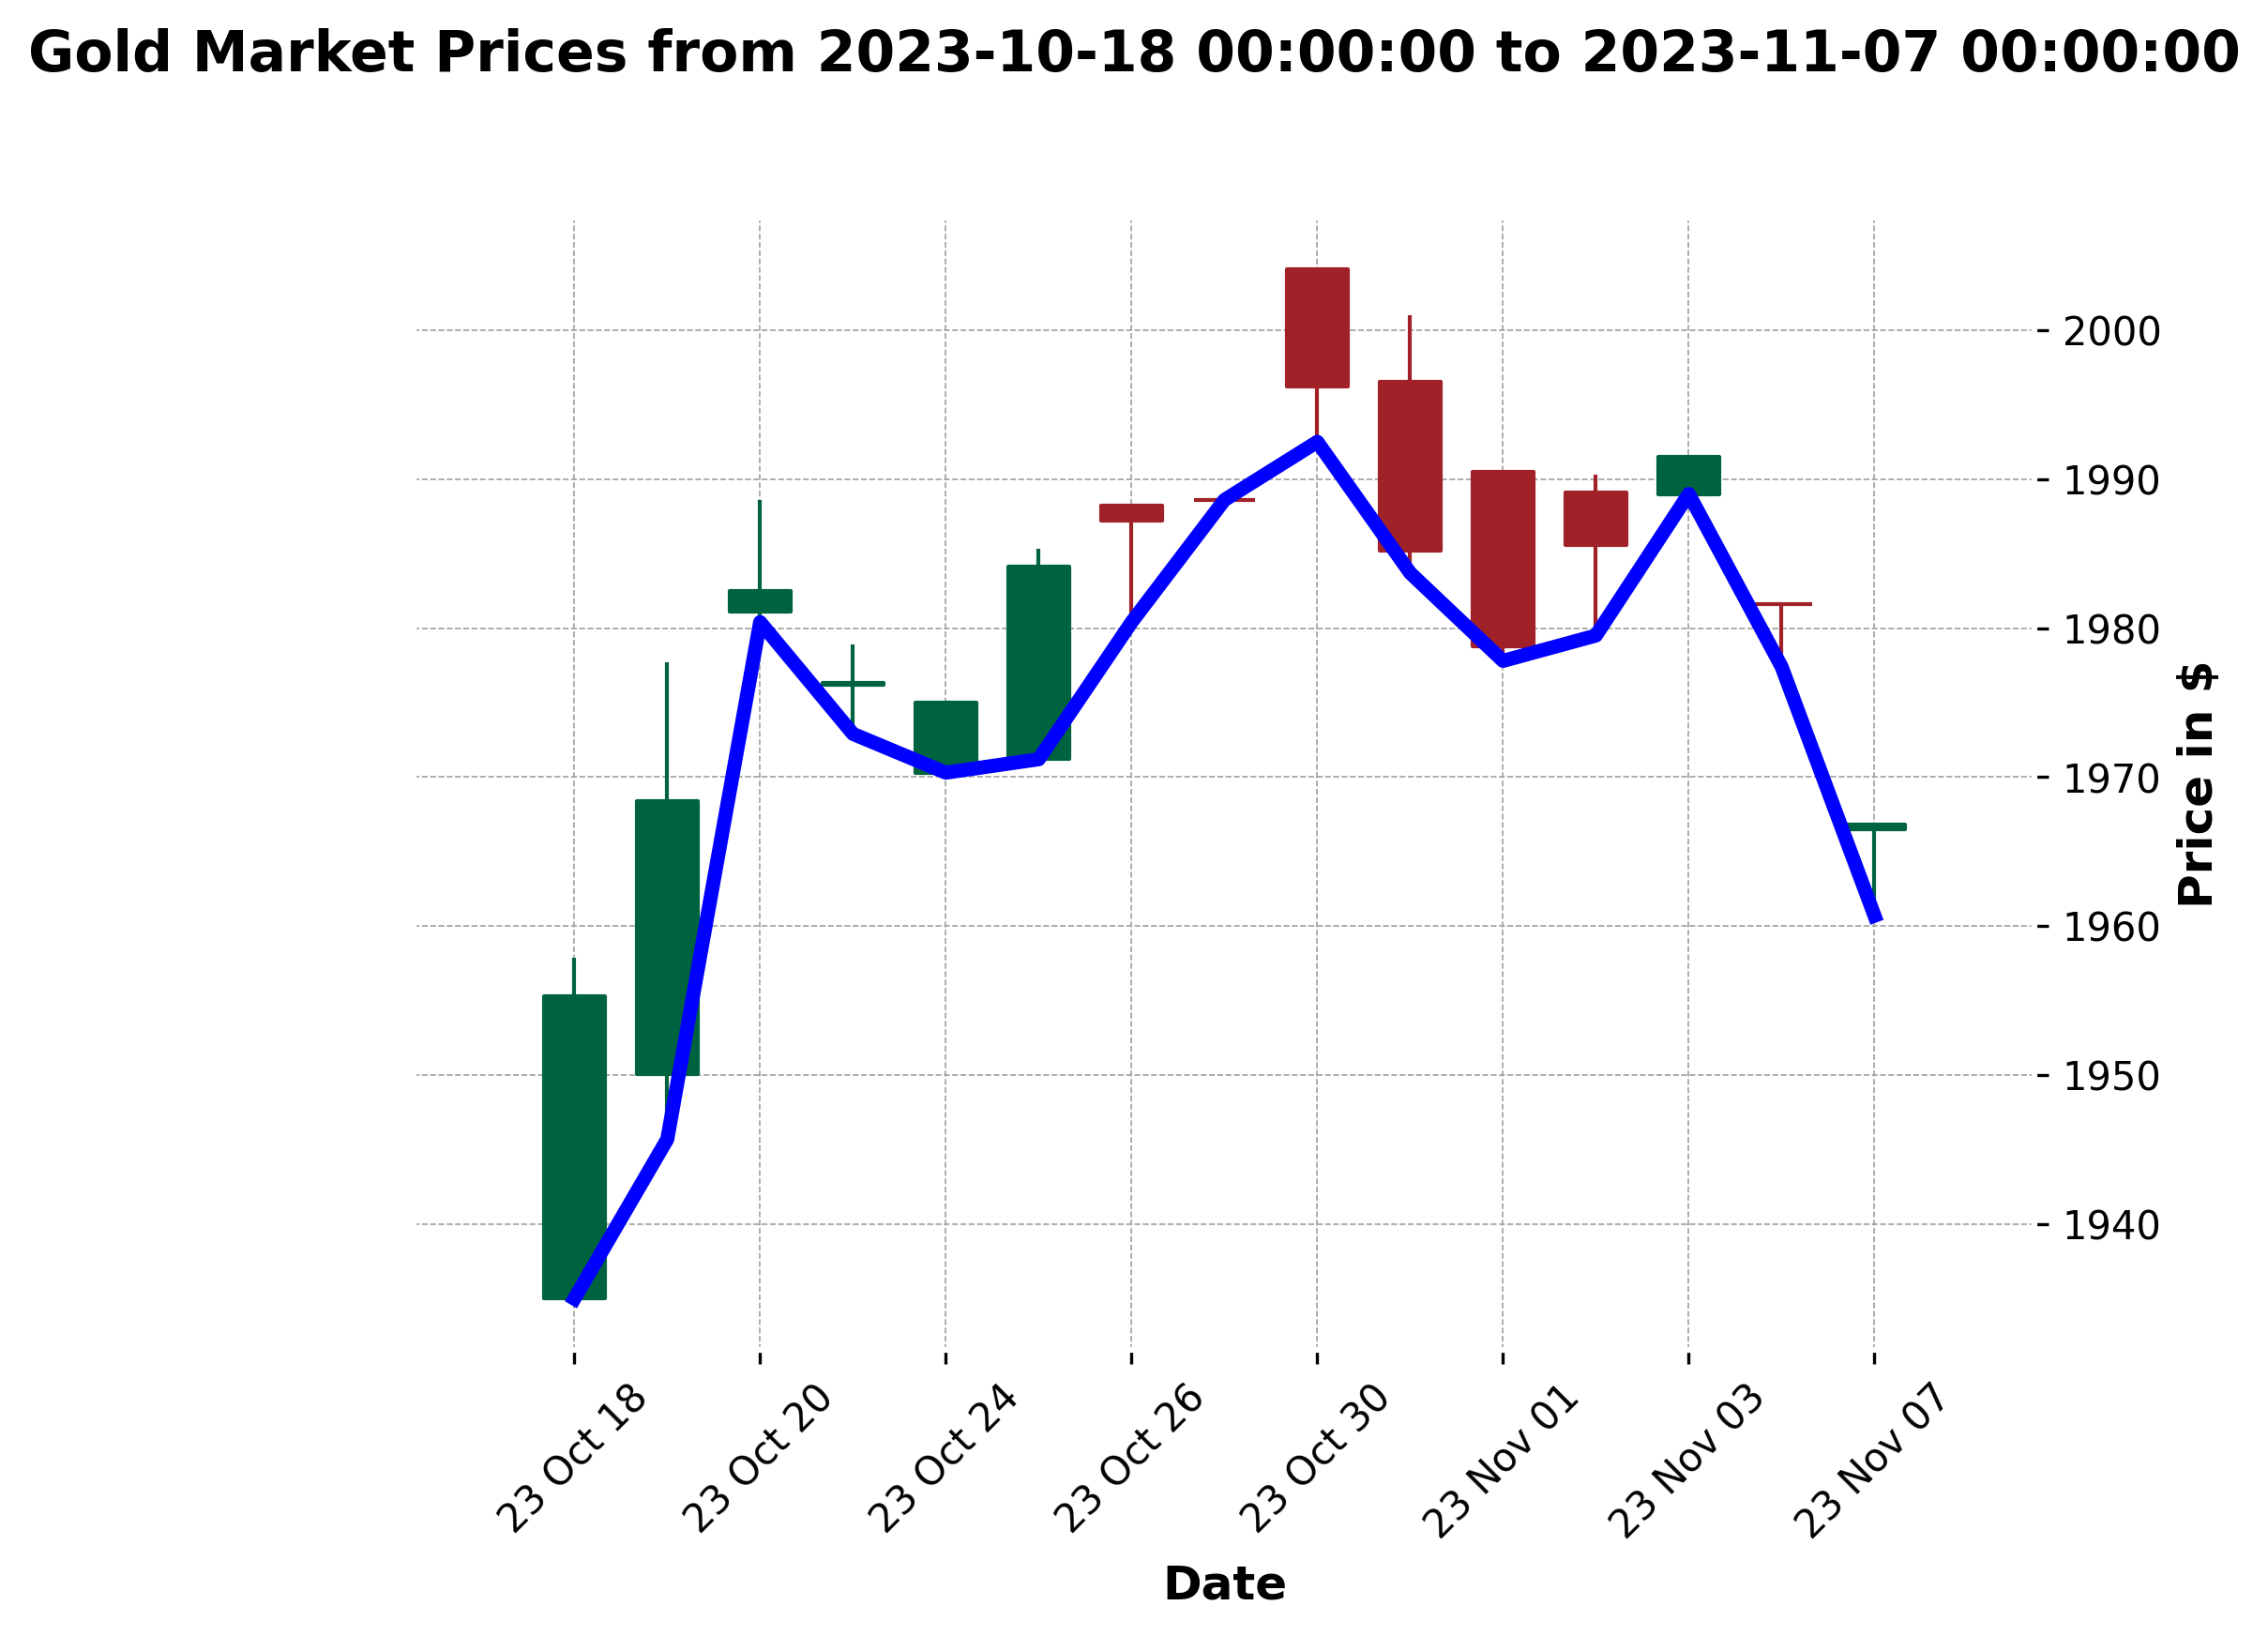 Gold Market Prices from 2023-10-18 00:00:00 to 2023-11-07 00:00:00
2000
1990
1980
1970
1960
1950
1940
Price in $
23 Oct 18
23 Oct 20
23 Oct 24
23 Oct 26
23 Oct 30
23 Nov 01
23 Nov 03
23 Nov 07
Date